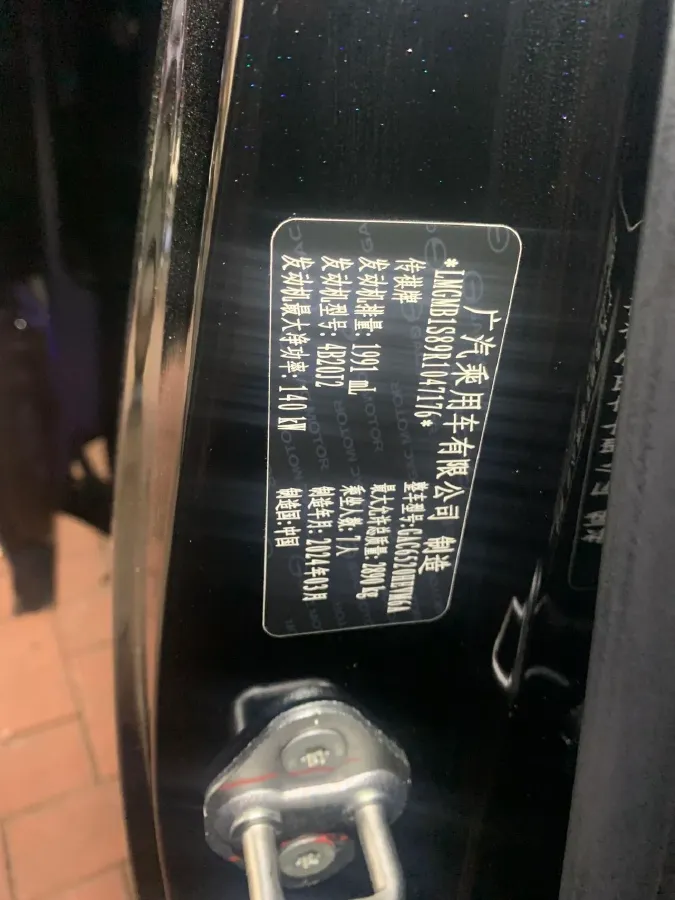 广汽乘用车有限公司 制造
*LMGMB1S89R1047176*
传祺牌 整车型号:GAC6520HEVM6A
发动机排量: 1991 mL 最大允许总质量: 2890 kg
发动机型号: 4B20J2 乘坐人数: 7人
发动机最大净功率: 140 kW 制造年月: 2024年03月
制造国:中国